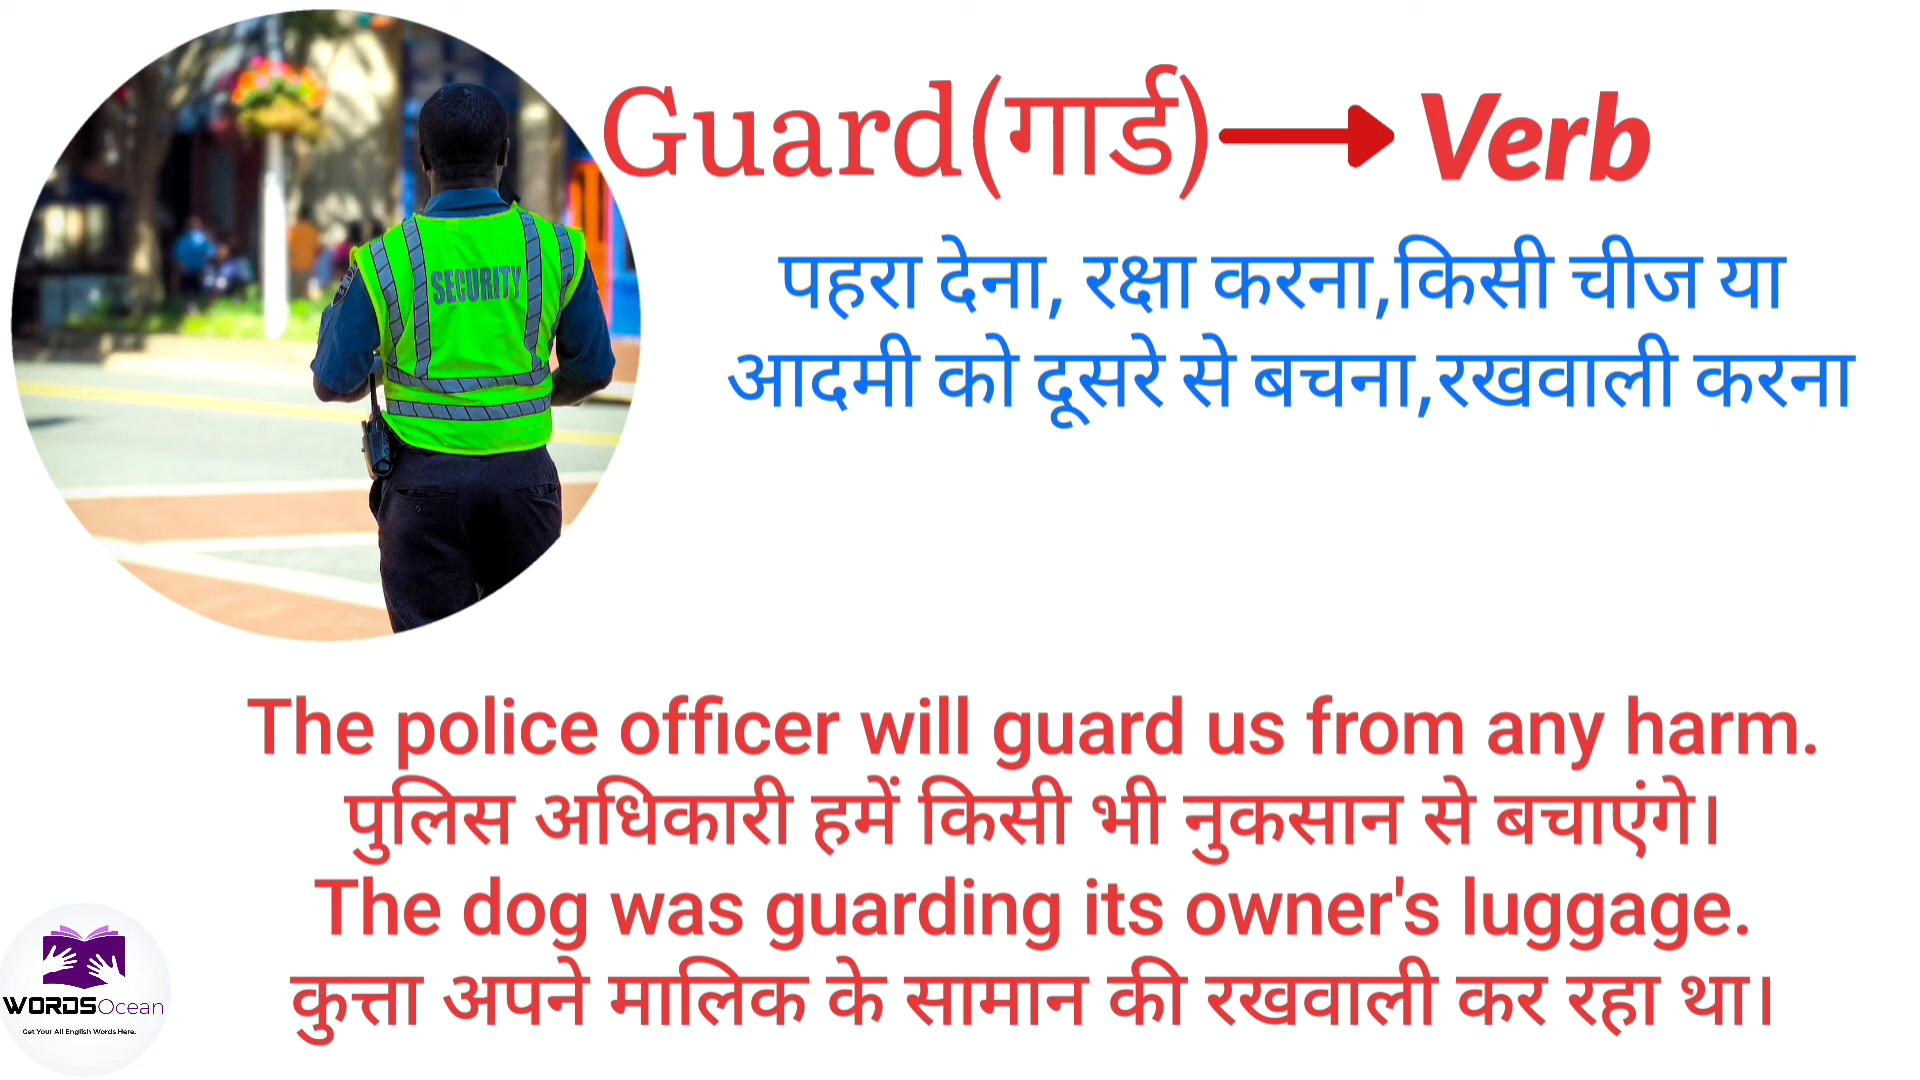 Guard(गार्ड) Verb
पहरा देना, रक्षा करना,किसी चीज या
आदमी को दूसरे से बचना,रखवाली करना
SECURITY
The police officer will guard us from any harm.
पुलिस अधिकारी हमें किसी भी नुकसान से बचाएंगे।
The dog was guarding its owner's luggage.
कुत्ता अपने मालिक के सामान की रखवाली कर रहा था।
WORDSOcean
Get Your All English Words Here.